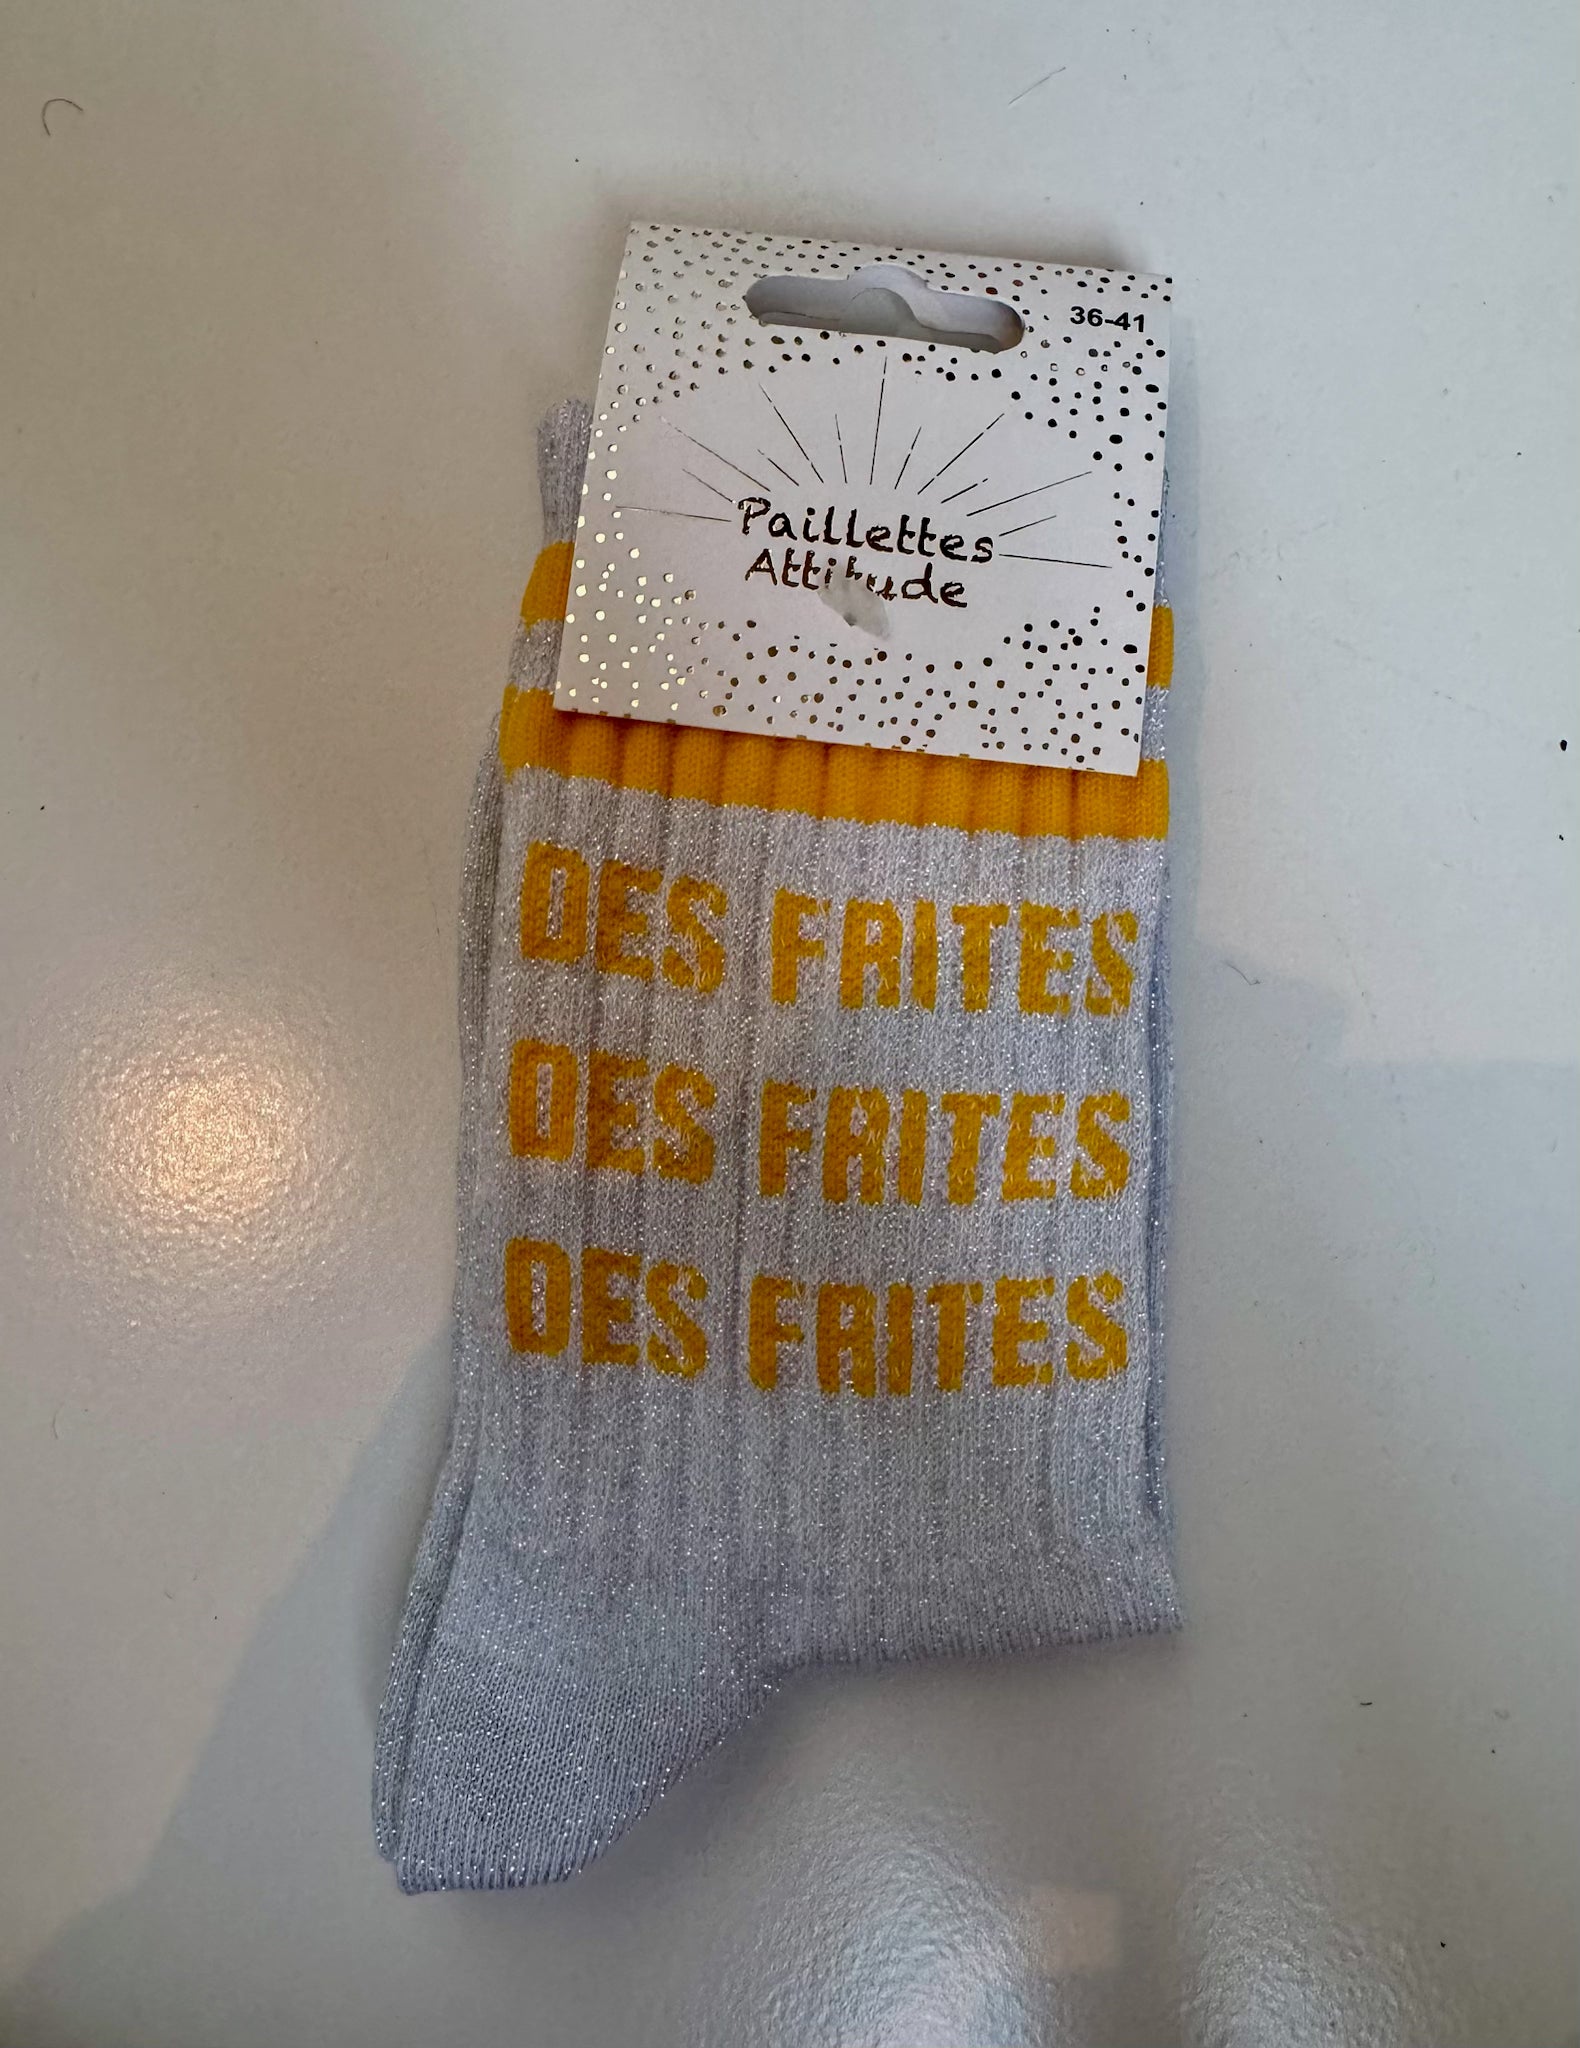 36-41
Paillettes
Attitude
DES FRITES
DES FRITES
DES FRITES